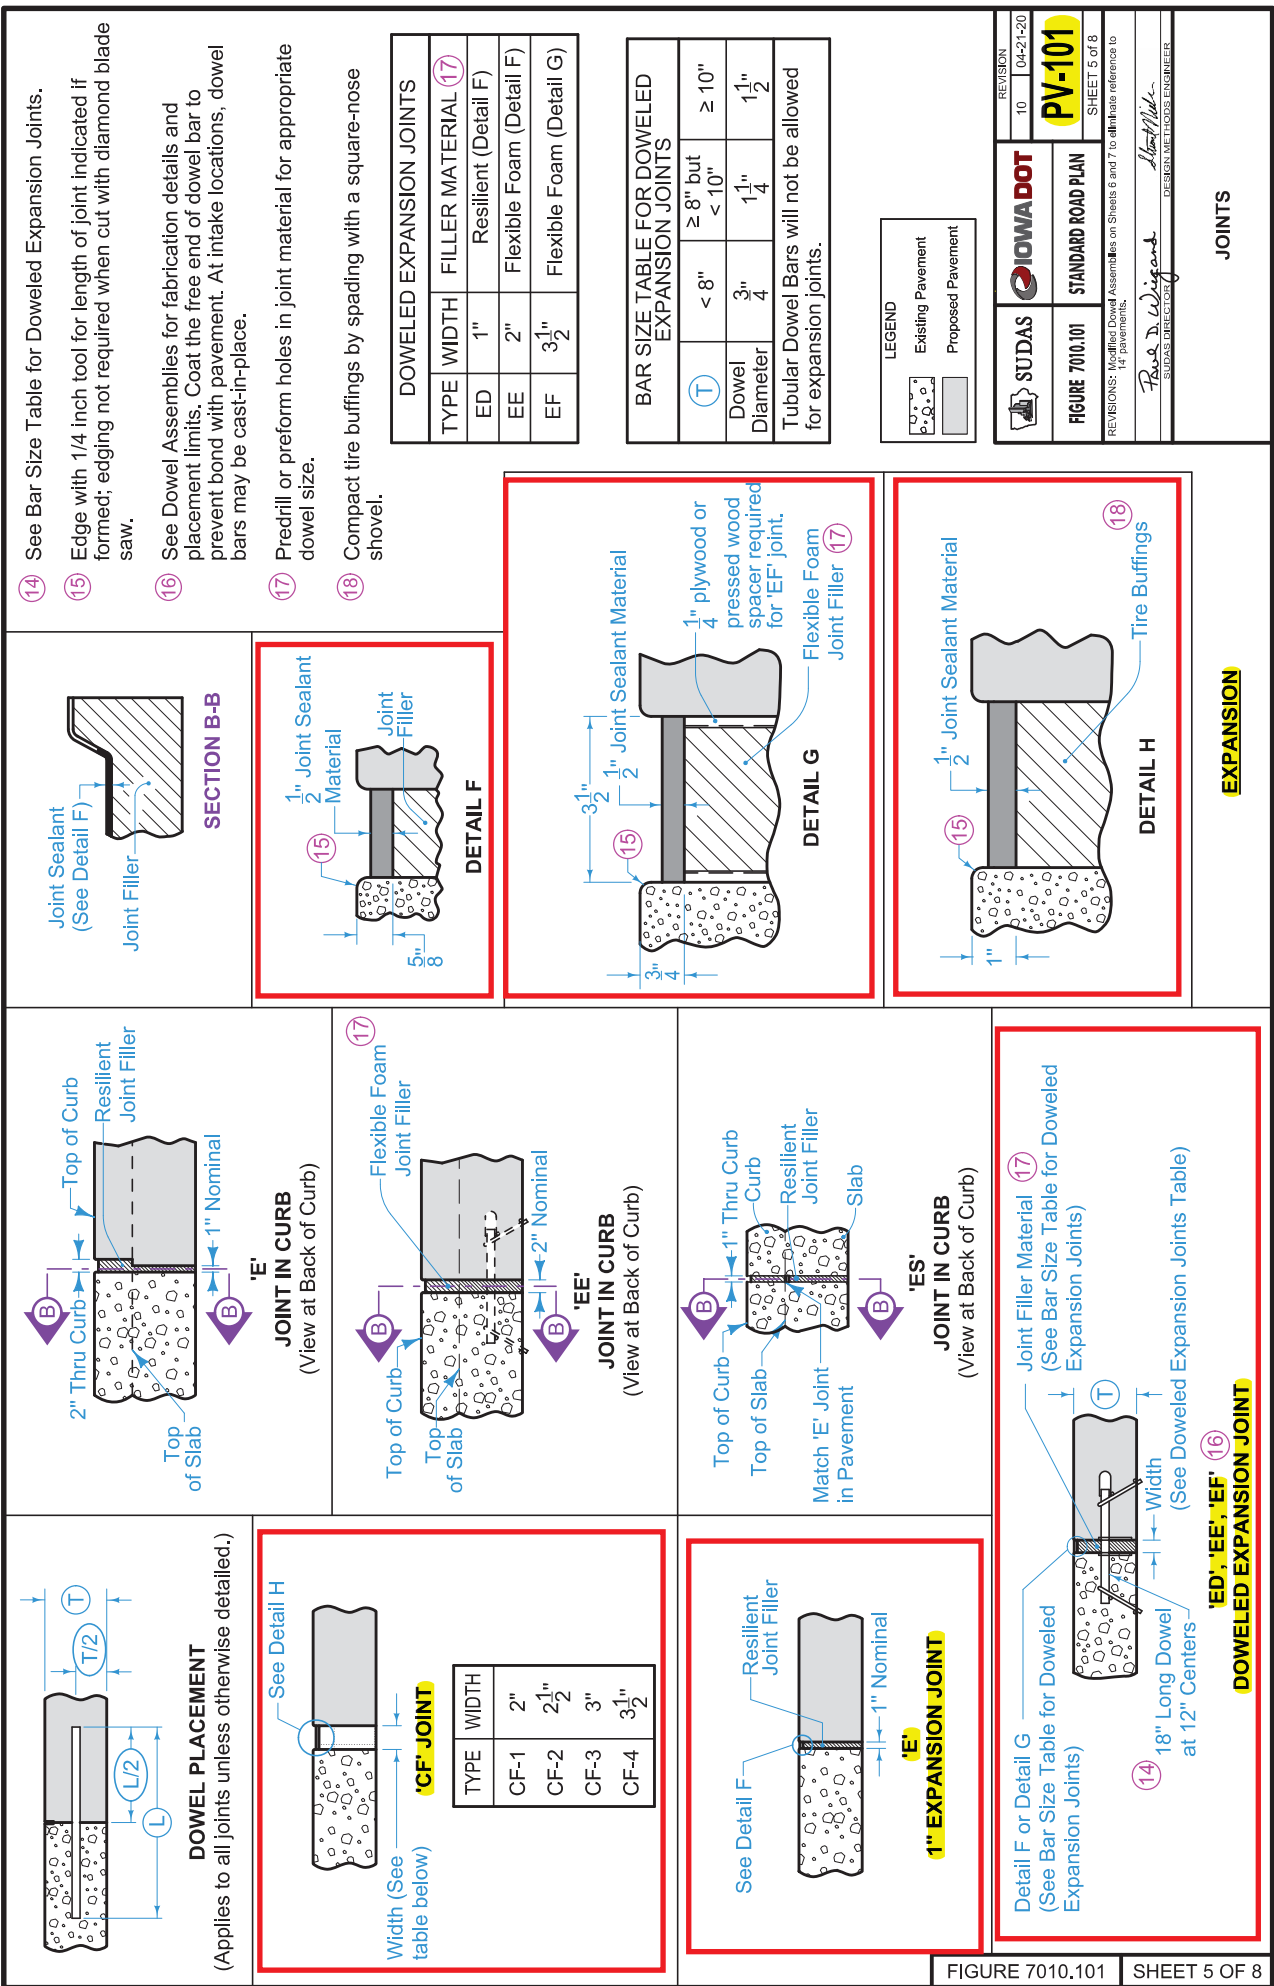 DOWEL PLACEMENT
(Applies to all joints unless otherwise detailed.)
T
T/2
L/2
L
See Detail H
Width (See
table below)
'CF' JOINT
TYPE WIDTH
CF-1 2"
CF-2 2 1/2"
CF-3 3"
CF-4 3 1/2"
See Detail F
Resilient
Joint Filler
1" Nominal
'E'
1" EXPANSION JOINT
Detail F or Detail G
(See Bar Size Table for Doweled
Expansion Joints)
Joint Filler Material 17
(See Bar Size Table for Doweled
Expansion Joints)
T
14 18" Long Dowel
at 12" Centers
Width
(See Doweled Expansion Joints Table)
'ED', 'EE', 'EF' 16
DOWELED EXPANSION JOINT
2" Thru Curb
Top of Curb
Resilient
Joint Filler
B
B
Top
of Slab
1" Nominal
'E'
JOINT IN CURB
(View at Back of Curb)
Top of Curb
Top
of Slab
B
B
Flexible Foam
Joint Filler
17
2" Nominal
'EE'
JOINT IN CURB
(View at Back of Curb)
Top of Curb
Top of Slab
Match 'E' Joint
in Pavement
B
B
1" Thru Curb
Curb
Resilient
Joint Filler
Slab
'ES'
JOINT IN CURB
(View at Back of Curb)
Joint Sealant
(See Detail F)
Joint Filler
SECTION B-B
15
1/2" Joint Sealant
Material
Joint
Filler
5/8"
DETAIL F
3 1/2"
15
1/2" Joint Sealant Material
3/4"
1/4" plywood or
pressed wood
spacer required
for 'EF' joint.
Flexible Foam
Joint Filler 17
DETAIL G
15
1/2" Joint Sealant Material
1"
Tire Buffings
18
DETAIL H
EXPANSION
14 See Bar Size Table for Doweled Expansion Joints.
15 Edge with 1/4 inch tool for length of joint indicated if
formed; edging not required when cut with diamond blade
saw.
16 See Dowel Assemblies for fabrication details and
placement limits. Coat the free end of dowel bar to
prevent bond with pavement. At intake locations, dowel
bars may be cast-in-place.
17 Predrill or preform holes in joint material for appropriate
dowel size.
18 Compact tire buffings by spading with a square-nose
shovel.
DOWELED EXPANSION JOINTS
TYPE WIDTH FILLER MATERIAL 17
ED 1" Resilient (Detail F)
EE 2" Flexible Foam (Detail F)
EF 3 1/2" Flexible Foam (Detail G)
BAR SIZE TABLE FOR DOWELED
EXPANSION JOINTS
T < 8" ≥ 8" but < 10" ≥ 10"
Dowel Diameter 3/4" 1 1/4" 1 1/2"
Tubular Dowel Bars will not be allowed
for expansion joints.
LEGEND
Existing Pavement
Proposed Pavement
SUDAS
IOWADOT
REVISION
10 04-21-20
FIGURE 7010.101
STANDARD ROAD PLAN
PV-101
SHEET 5 of 8
REVISIONS: Modified Dowel Assemblies on Sheets 6 and 7 to eliminate reference to
14' pavements.
Paul D. Wiegand
SUDAS DIRECTOR
DESIGN METHODS ENGINEER
JOINTS
FIGURE 7010.101
SHEET 5 OF 8